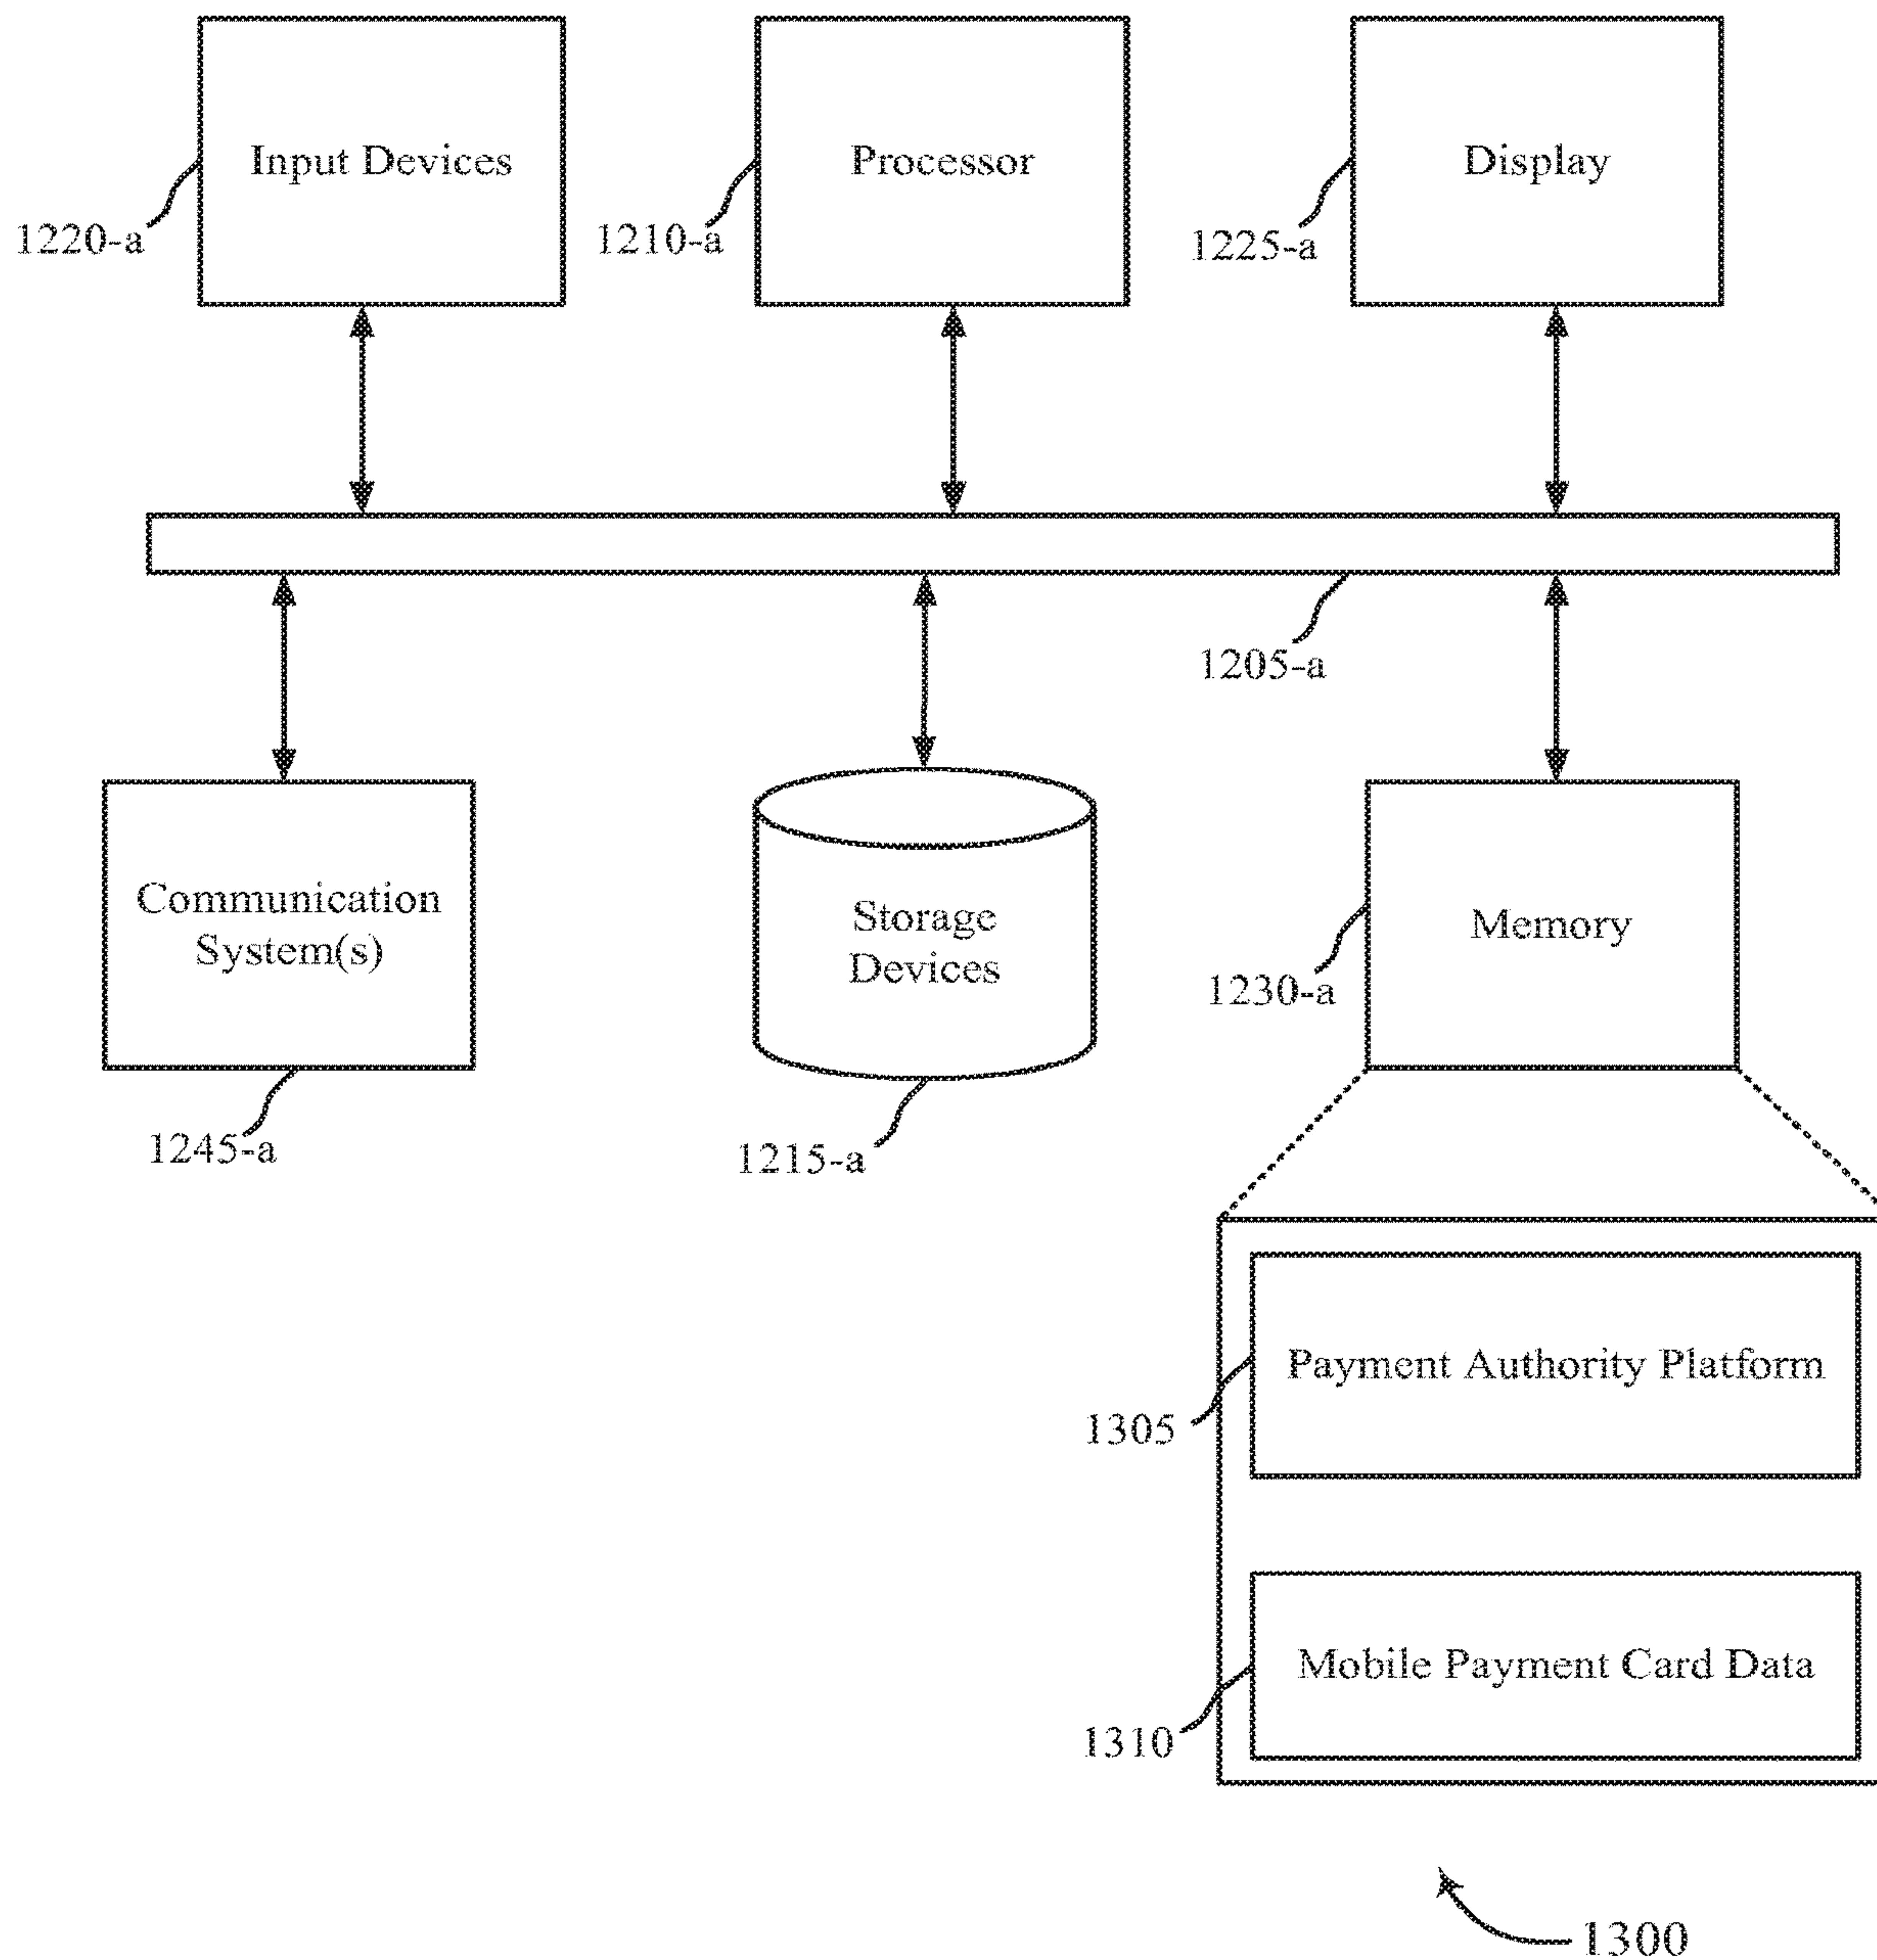 Input Devices
Processor
Display
1220-a
1210-a
1225-a
1205-a
Communication
System(s)
Storage
Devices
Memory
1230-a
1245-a
1215-a
Payment Authority Platform
1305
Mobile Payment Card Data
1310
1300